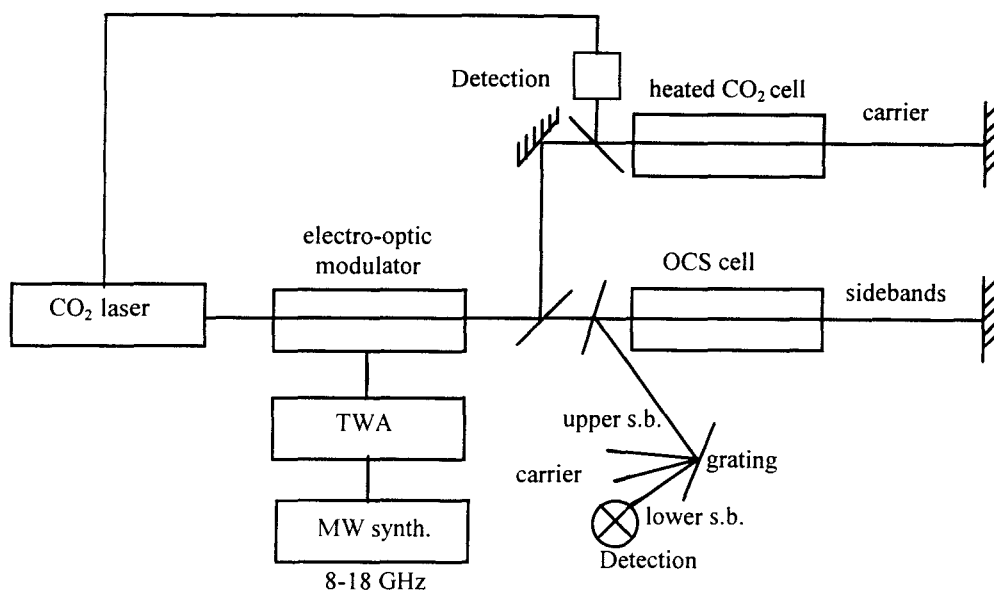 Detection
heated CO₂ cell
carrier
electro-optic
modulator
OCS cell
CO₂ laser
sidebands
TWA
upper s.b.
grating
carrier
MW synth.
lower s.b.
Detection
8-18 GHz